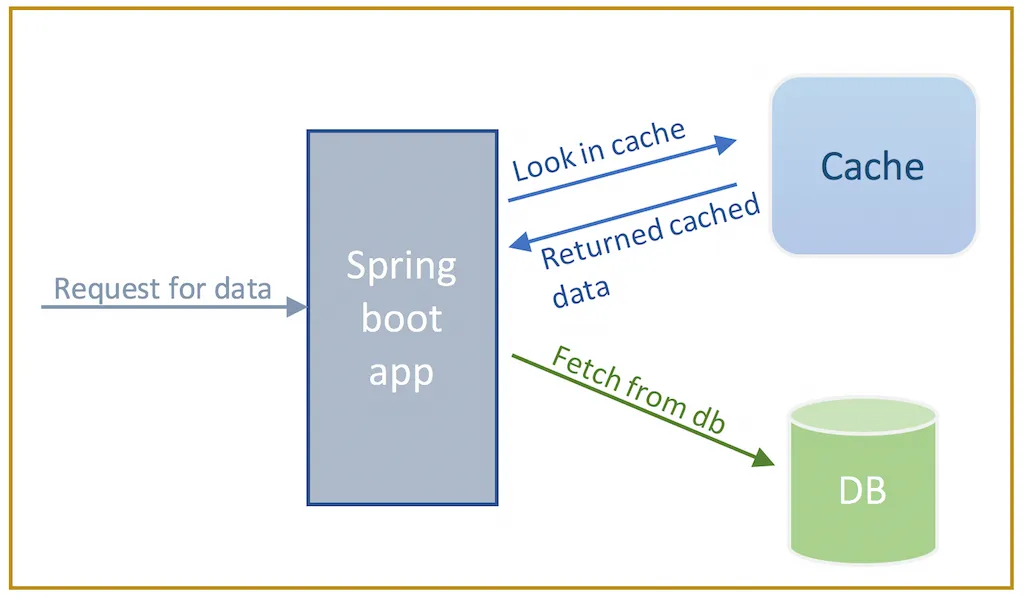 Request for data
Spring
boot
app
Look in cache
Returned cached
data
Fetch from db
Cache
DB